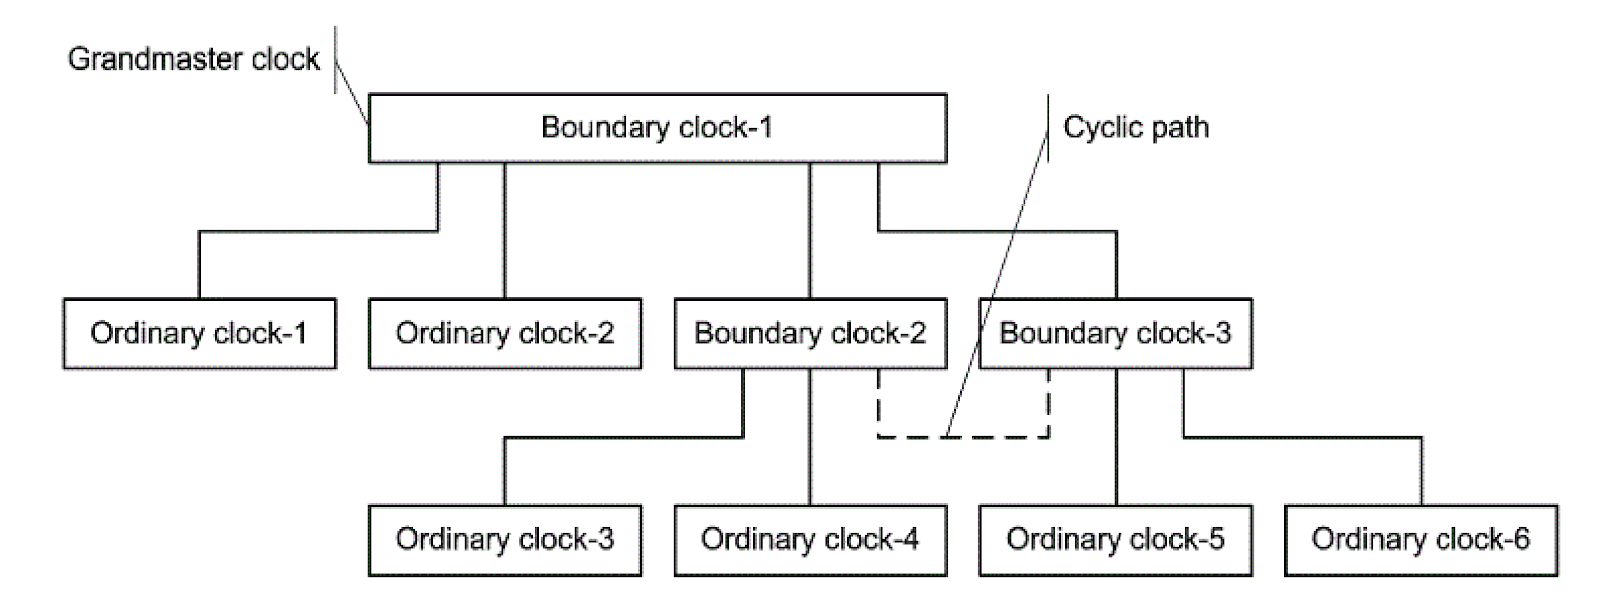 Grandmaster clock
Boundary clock-1
Cyclic path
Ordinary clock-1
Ordinary clock-2
Boundary clock-2
Boundary clock-3
Ordinary clock-3
Ordinary clock-4
Ordinary clock-5
Ordinary clock-6